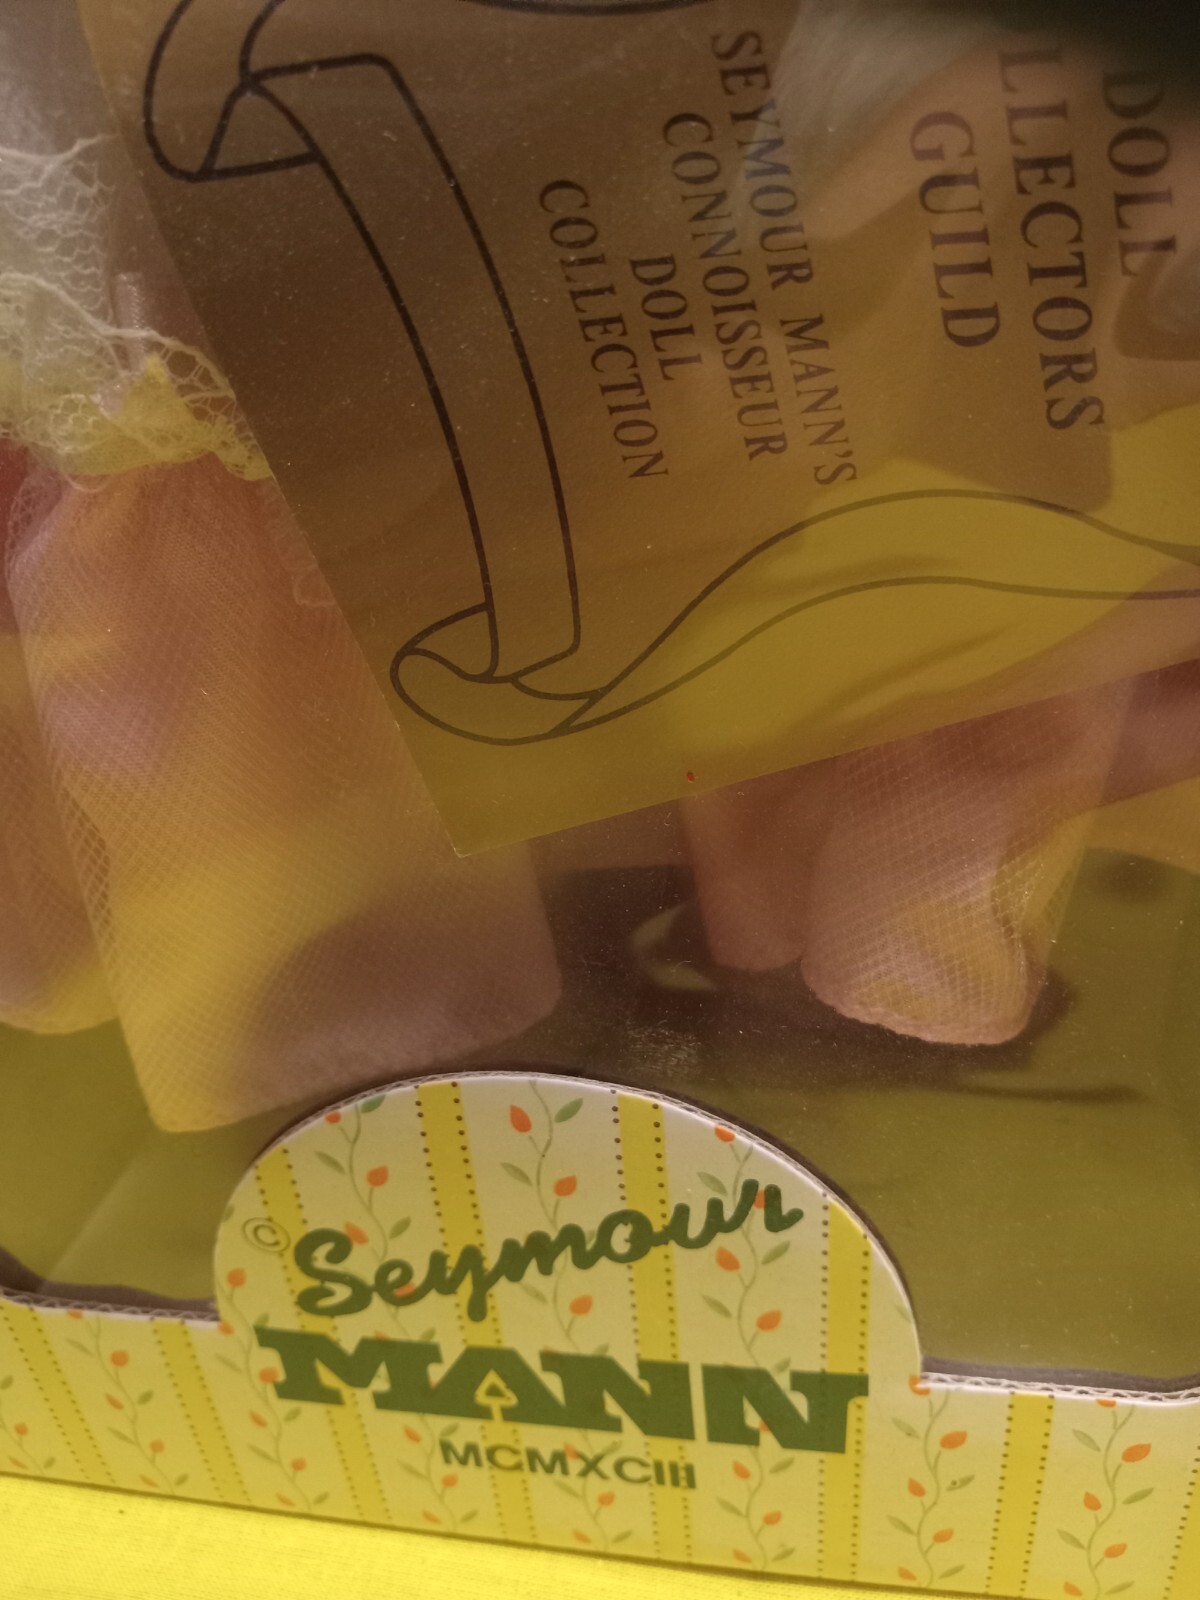 DOLL
LLECTORS
GUILD
SEYMOUR MANN'S
CONNOISSEUR
DOLL
COLLECTION
© Seymour
MANN
MCMXCIII